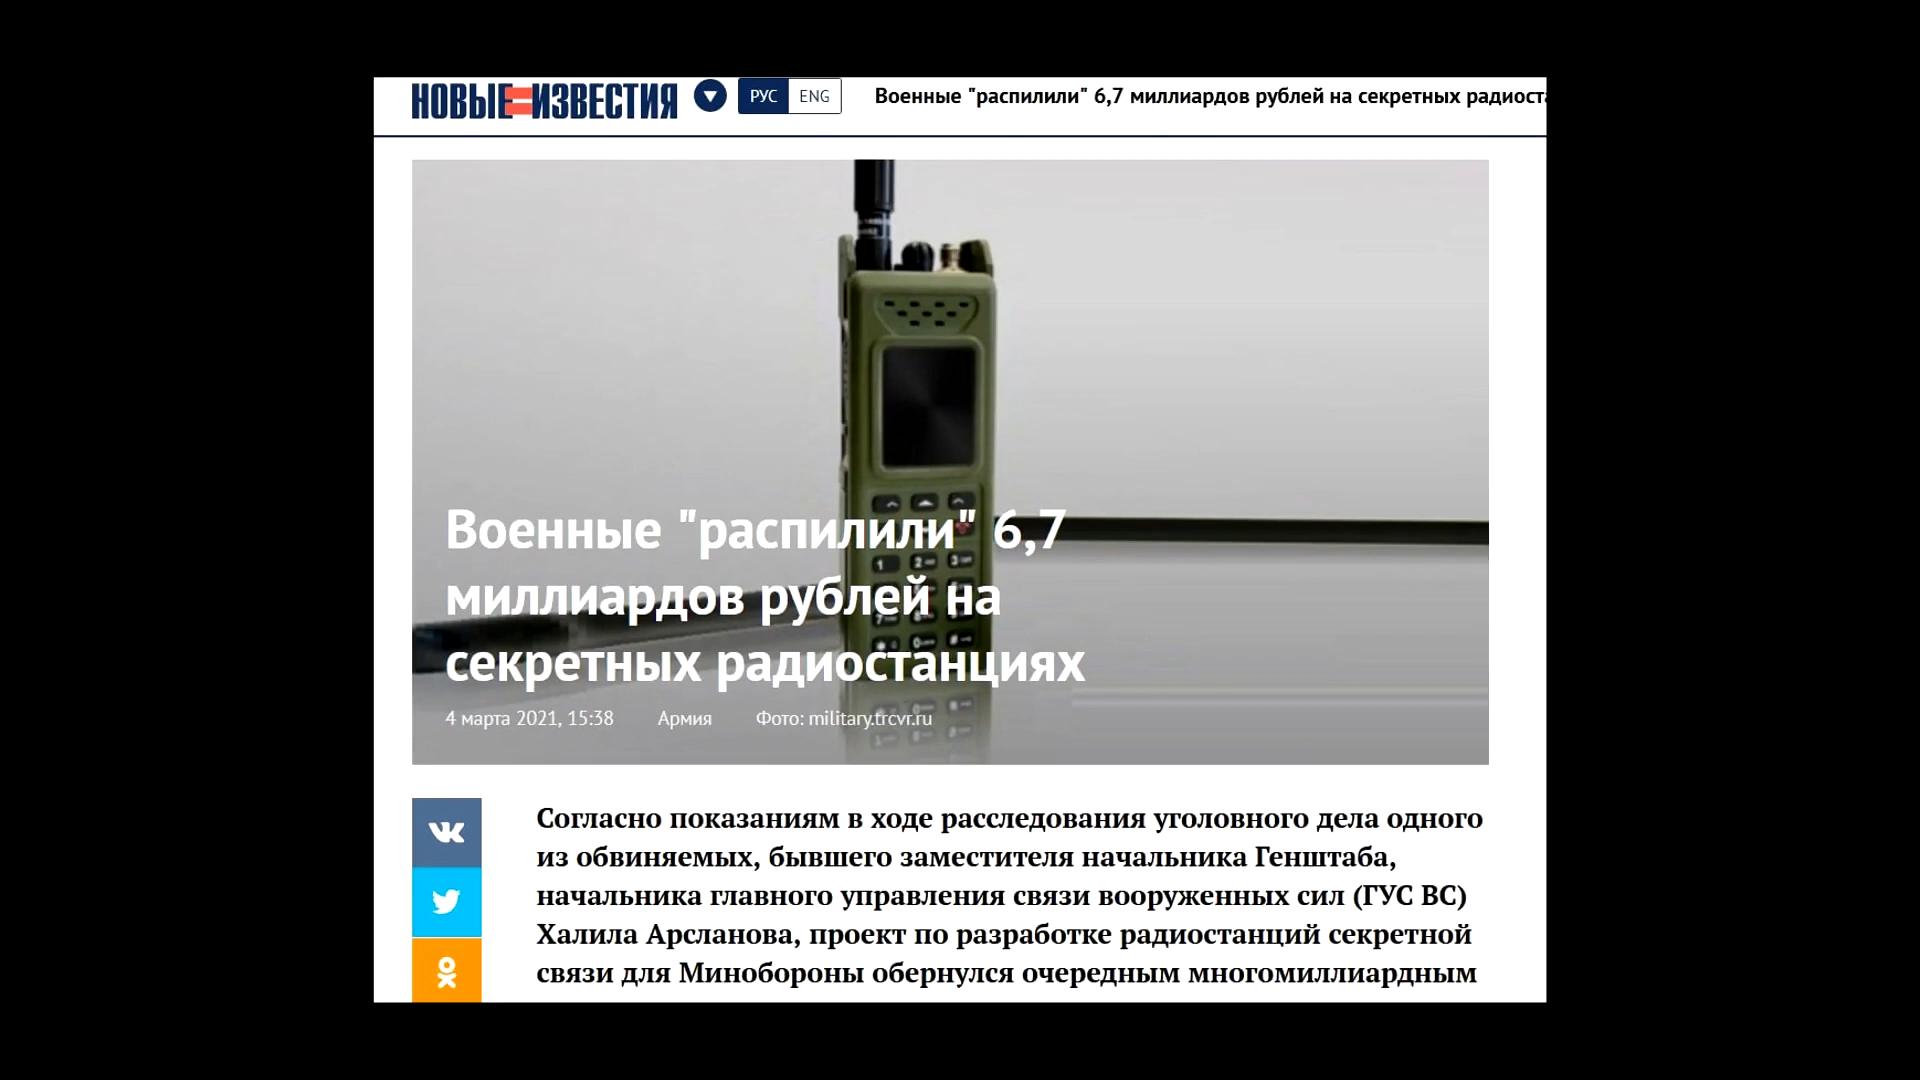 НОВЫЕ ИЗВЕСТИЯ
РУС ENG
Военные "распилили" 6,7 миллиардов рублей на секретных
Военные "распилили" 6,7
миллиардов рублей на
секретных радиостанциях
4 марта 2021, 15:38 Армия Фото: military.trcvr.ru
Согласно показаниям в ходе расследования уголовного дела одного
из обвиняемых, бывшего заместителя начальника Генштаба,
начальника главного управления связи вооруженных сил (ГУС ВС)
Халила Арсланова, проект по разработке радиостанций секретной
связи для Минобороны обернулся очередным многомиллиардным